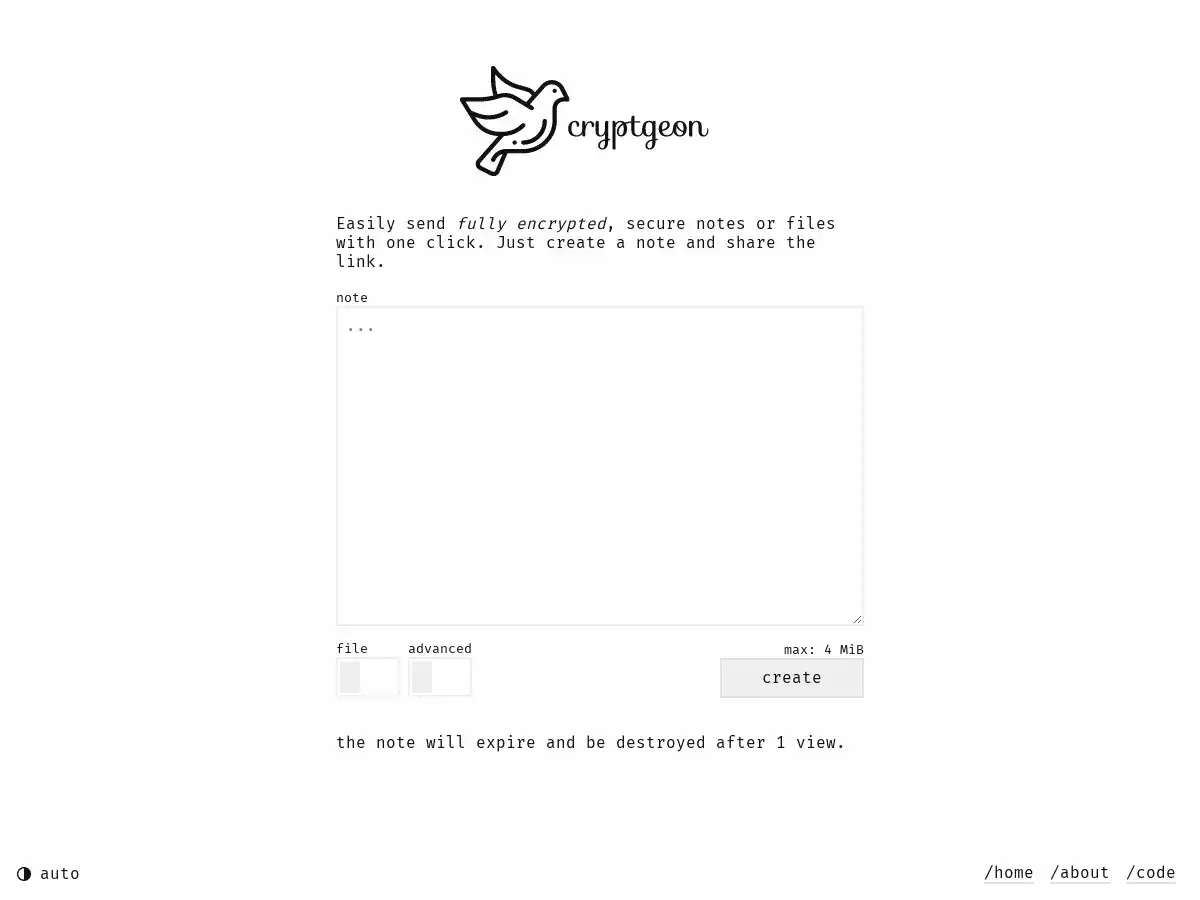 cryptgeon
Easily send fully encrypted, secure notes or files
with one click. Just create a note and share the
link.
note
...
file advanced max: 4 MiB
create
the note will expire and be destroyed after 1 view.
auto /home /about /code